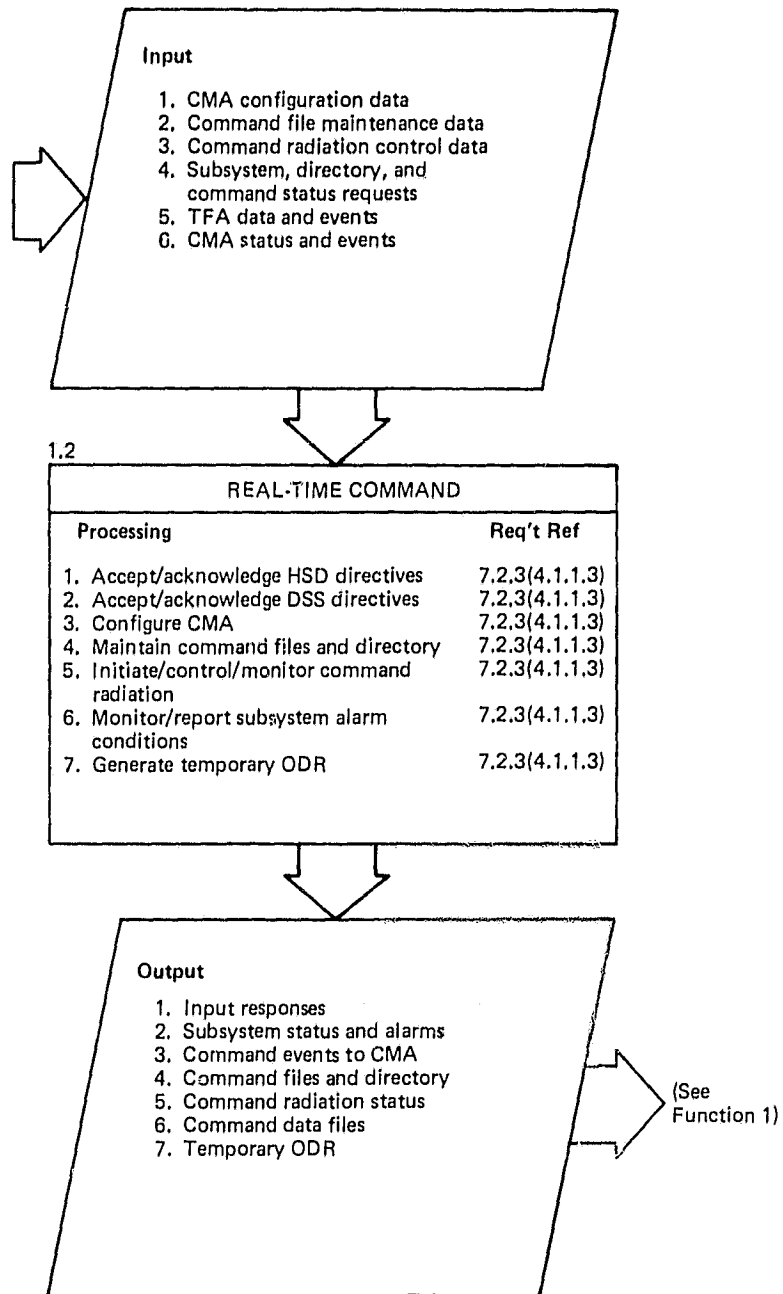 Input
1. CMA configuration data
2. Command file maintenance data
3. Command radiation control data
4. Subsystem, directory, and
command status requests
5. TFA data and events
6. CMA status and events
1.2
REAL-TIME COMMAND
Processing Req't Ref
1. Accept/acknowledge HSD directives 7.2.3(4.1.1.3)
2. Accept/acknowledge DSS directives 7.2.3(4.1.1.3)
3. Configure CMA 7.2.3(4.1.1.3)
4. Maintain command files and directory 7.2.3(4.1.1.3)
5. Initiate/control/monitor command 7.2.3(4.1.1.3)
radiation
6. Monitor/report subsystem alarm 7.2.3(4.1.1.3)
conditions
7. Generate temporary ODR 7.2.3(4.1.1.3)
Output
1. Input responses
2. Subsystem status and alarms
3. Command events to CMA
4. Command files and directory
5. Command radiation status
6. Command data files
7. Temporary ODR
(See
Function 1)